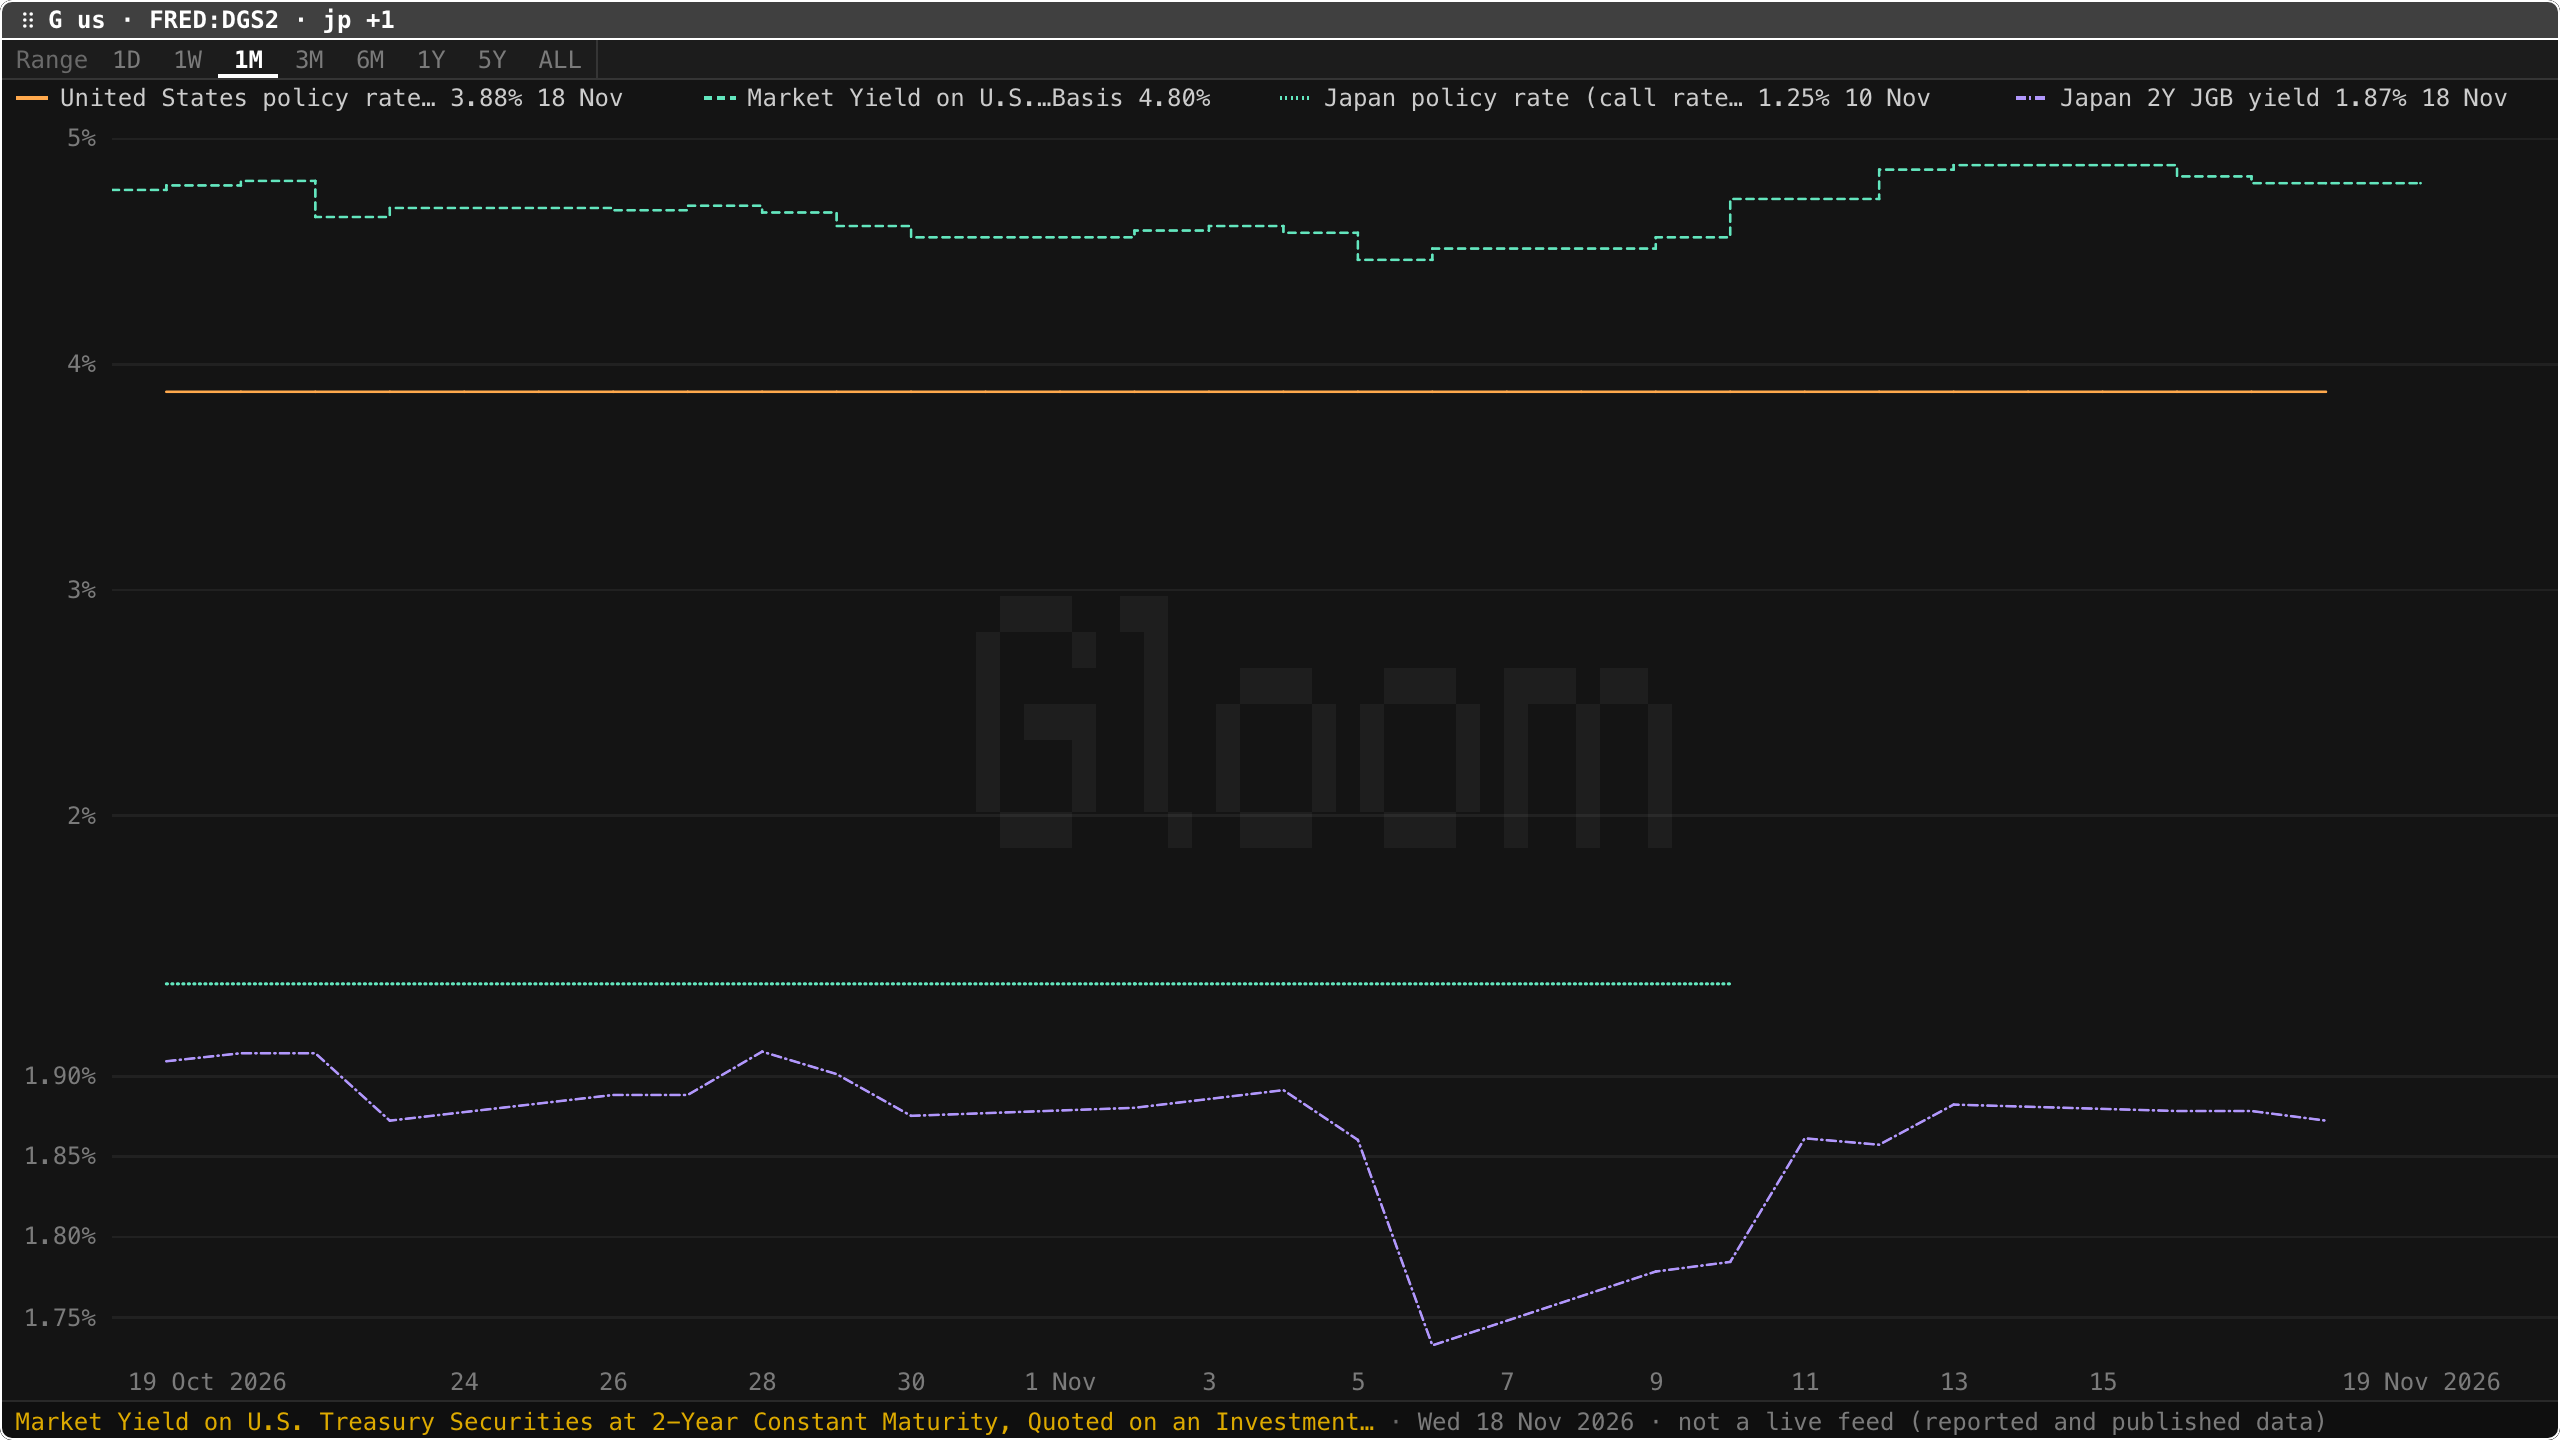 ⠿ G us · FRED:DGS2 · jp +1
Range 1D 1W 1M 3M 6M 1Y 5Y ALL
United States policy rate… 3.88% 18 Nov Market Yield on U.S.…Basis 4.80% Japan policy rate (call rate… 1.25% 10 Nov Japan 2Y JGB yield 1.87% 18 Nov
5%
4%
3%
Gloom
2%
1.90%
1.85%
1.80%
1.75%
19 Oct 2026 24 26 28 30 1 Nov 3 5 7 9 11 13 15 19 Nov 2026
Market Yield on U.S. Treasury Securities at 2-Year Constant Maturity, Quoted on an Investment… · Wed 18 Nov 2026 · not a live feed (reported and published data)